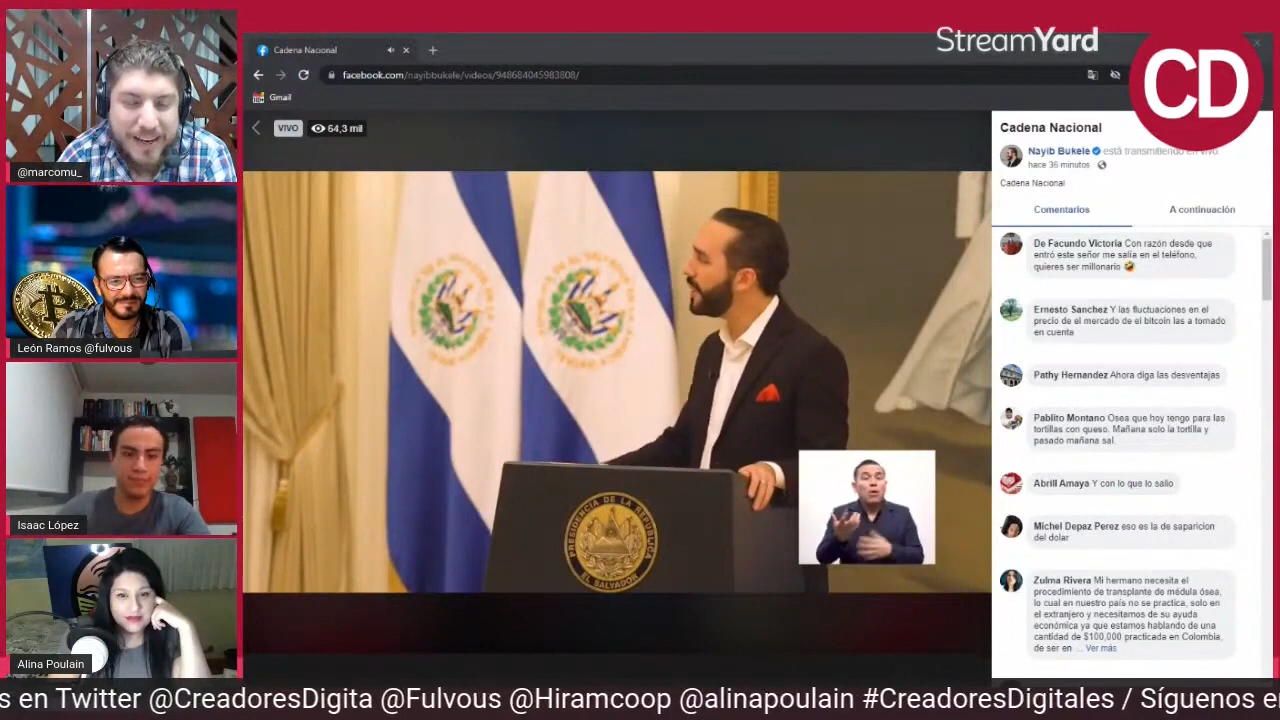 @marcomu_
León Ramos @fulvous
Isaac López
Alina Poulain
StreamYard
CD
Cadena Nacional
facebook.com/nayibbukele/videos/948684045983808/
Gmail
VIVO
64,3 mil
PRESIDENCIA DE LA REPUBLICA
EL SALVADOR
Cadena Nacional
Nayib Bukele está transmitiendo en vivo.
hace 36 minutos
Cadena Nacional
Comentarios
A continuación
De Facundo Victoria Con razón desde que
entró este señor me salía en el teléfono,
quieres ser millonario
Ernesto Sanchez Y las fluctuaciones en el
precio de el mercado de el bitcoin las a tomado
en cuenta
Pathy Hernandez Ahora diga las desventajas
Pablito Montano Osea que hoy tengo para las
tortillas con queso. Mañana solo la tortilla y
pasado mañana sal.
Abrill Amaya Y con lo que lo salio
Michel Depaz Perez eso es la de saparicion
del dolar
Zulma Rivera Mi hermano necesita el
procedimiento de transplante de médula ósea,
lo cual en nuestro país no se practica, solo en
el extranjero y necesitamos de su ayuda
económica ya que estamos hablando de una
cantidad de $100,000 practicada en Colombia,
de ser en ... Ver más
s en Twitter @CreadoresDigita @Fulvous @Hiramcoop @alinapoulain #CreadoresDigitales / Síguenos e